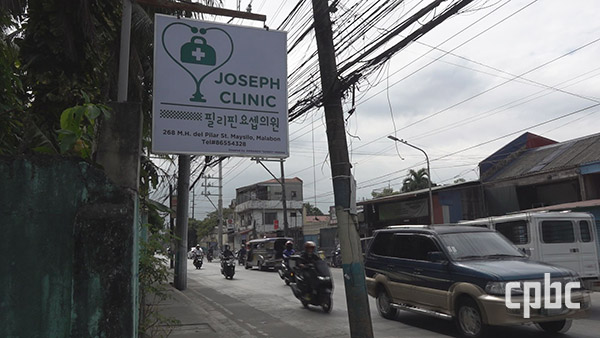 JOSEPH
CLINIC
필리핀요셉의원
268 M.H. del Pilar St, Maysilo, Malabon
Tel#86554328
cpbc